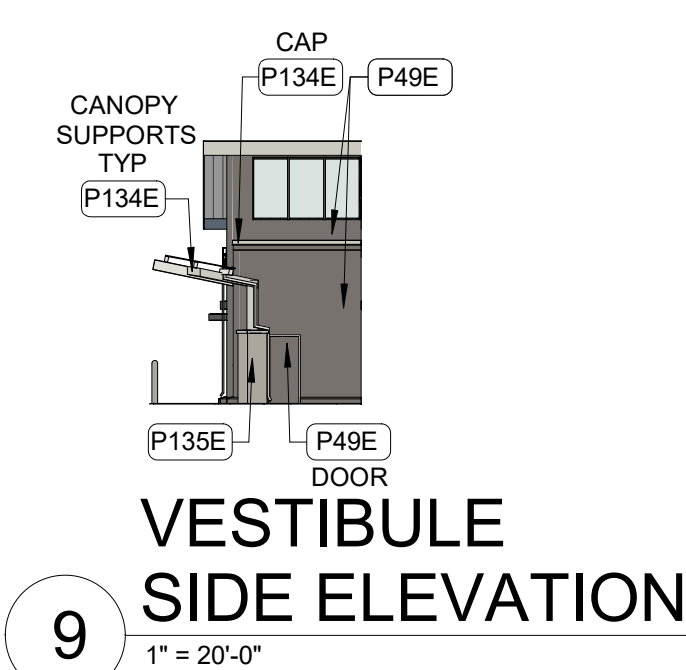 CAP
P134E P49E
CANOPY
SUPPORTS
TYP
P134E
P135E P49E
DOOR
VESTIBULE
SIDE ELEVATION
9
1" = 20'-0"